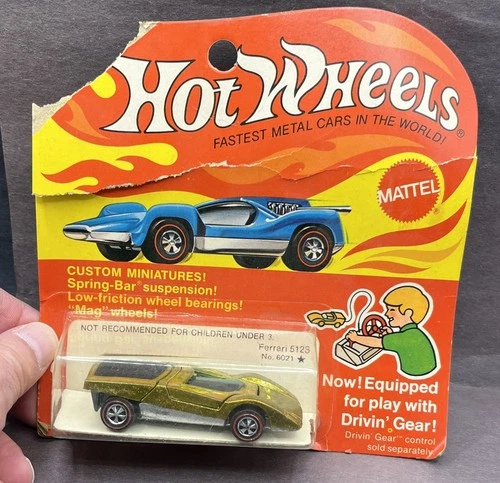 Hot Wheels®
FASTEST METAL CARS IN THE WORLD!
MATTEL
CUSTOM MINIATURES!
Spring-Bar® suspension!
Low-friction wheel bearings!
"Mag" wheels!
NOT RECOMMENDED FOR CHILDREN UNDER 3.
Ferrari 512S
No. 6021 ★
Now! Equipped
for play with
Drivin' Gear!
Drivin' Gear™ control
sold separately